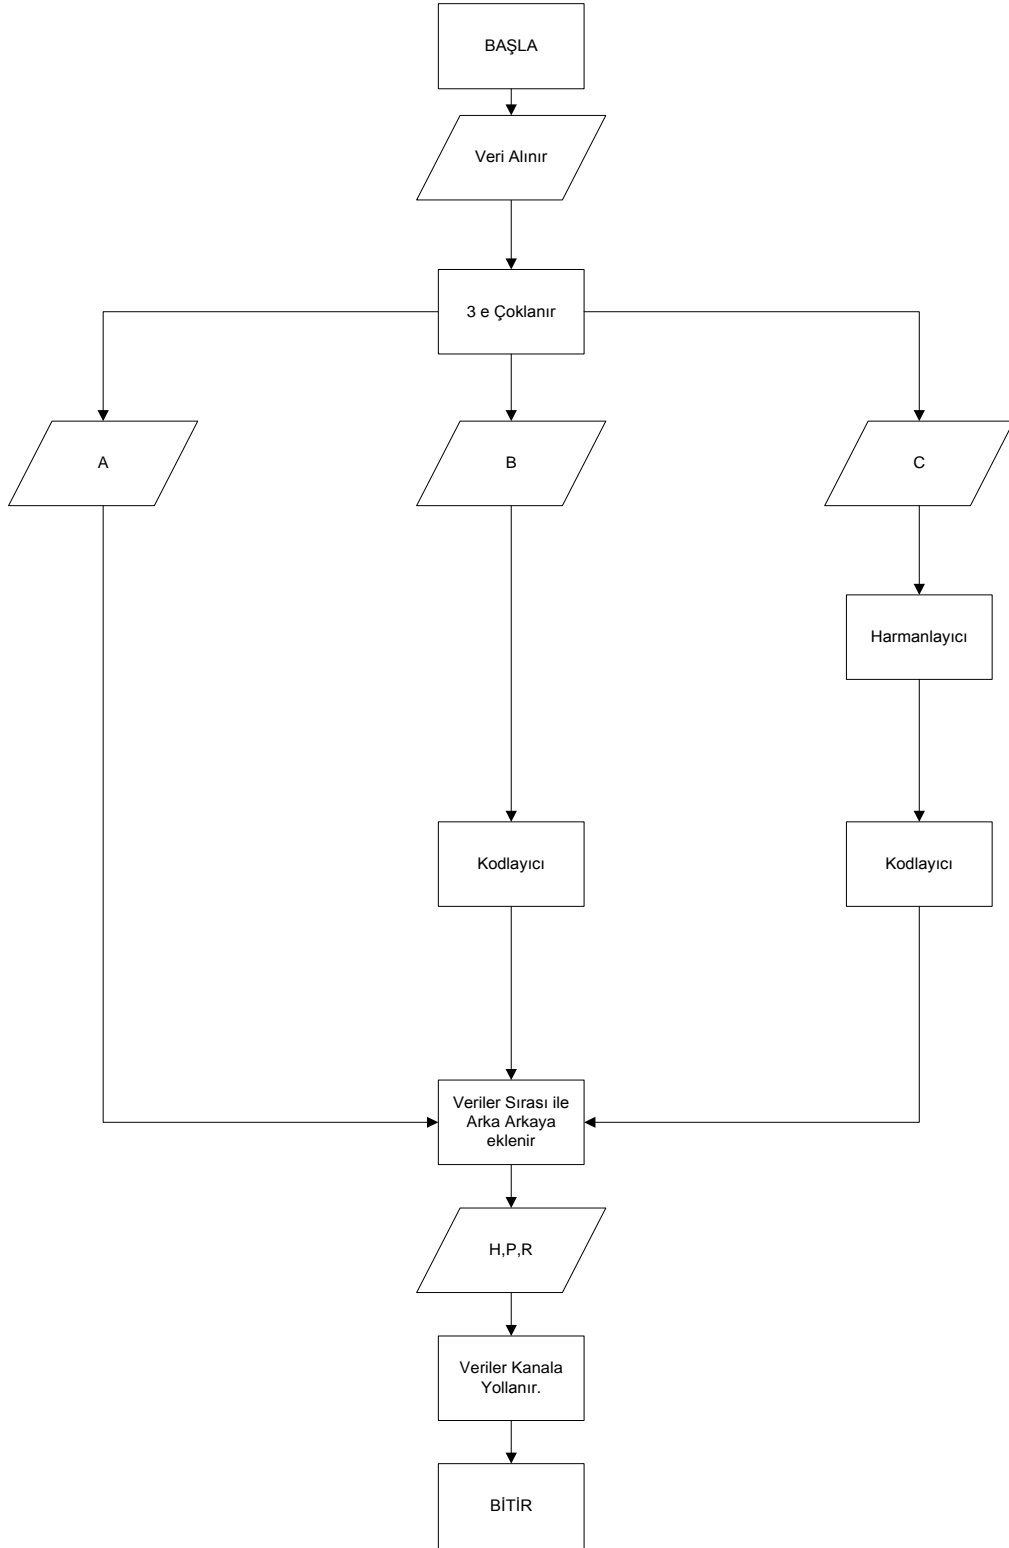 BAŞLA
Veri Alınır
3 e Çoklanır
A
B
C
Harmanlayıcı
Kodlayıcı
Kodlayıcı
Veriler Sırası ile
Arka Arkaya
eklenir
H,P,R
Veriler Kanala
Yollanır.
BİTİR